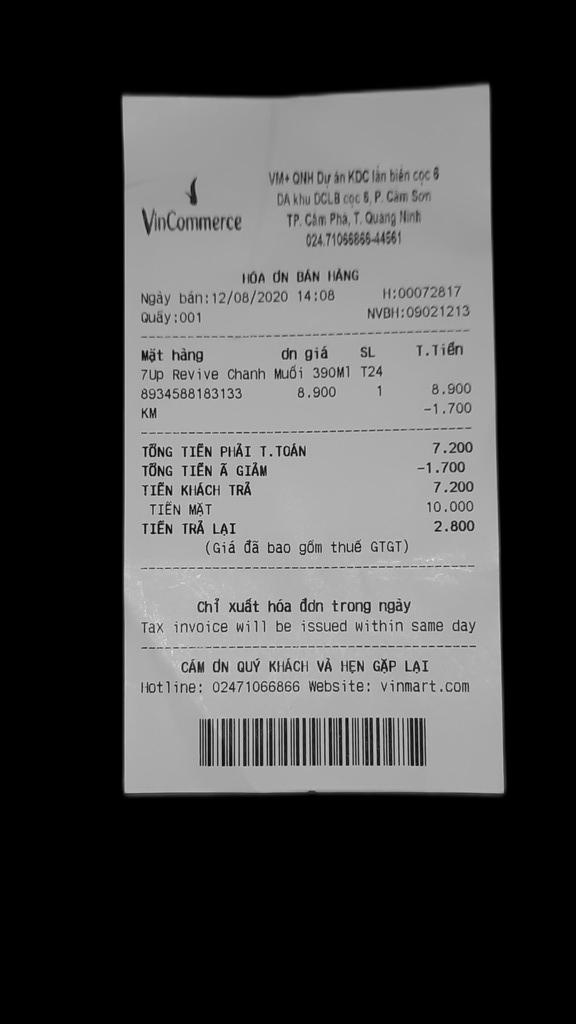 VinCommerce
VM+ QNH Dự án KDC lấn biển cọc 6
DA khu DCLB cọc 6, P. Cẩm Sơn
TP. Cẩm Phả, T. Quảng Ninh
024.71066866-44561
HÓA ƠN BÁN HÀNG
Ngày bán:12/08/2020 14:08 H:00072817
Quầy:001 NVBH:09021213
Mặt hàng ơn giá SL T.Tiền
7Up Revive Chanh Muối 390Ml T24
8934588183133 8.900 1 8.900
KM -1.700
TỔNG TIỀN PHẢI T.TOÁN 7.200
TỔNG TIỀN Ã GIẢM -1.700
TIỀN KHÁCH TRẢ 7.200
TIỀN MẶT 10.000
TIỀN TRẢ LẠI 2.800
(Giá đã bao gồm thuế GTGT)
Chỉ xuất hóa đơn trong ngày
Tax invoice will be issued within same day
CẢM ƠN QUÝ KHÁCH VÀ HẸN GẶP LẠI
Hotline: 02471066866 Website: vinmart.com